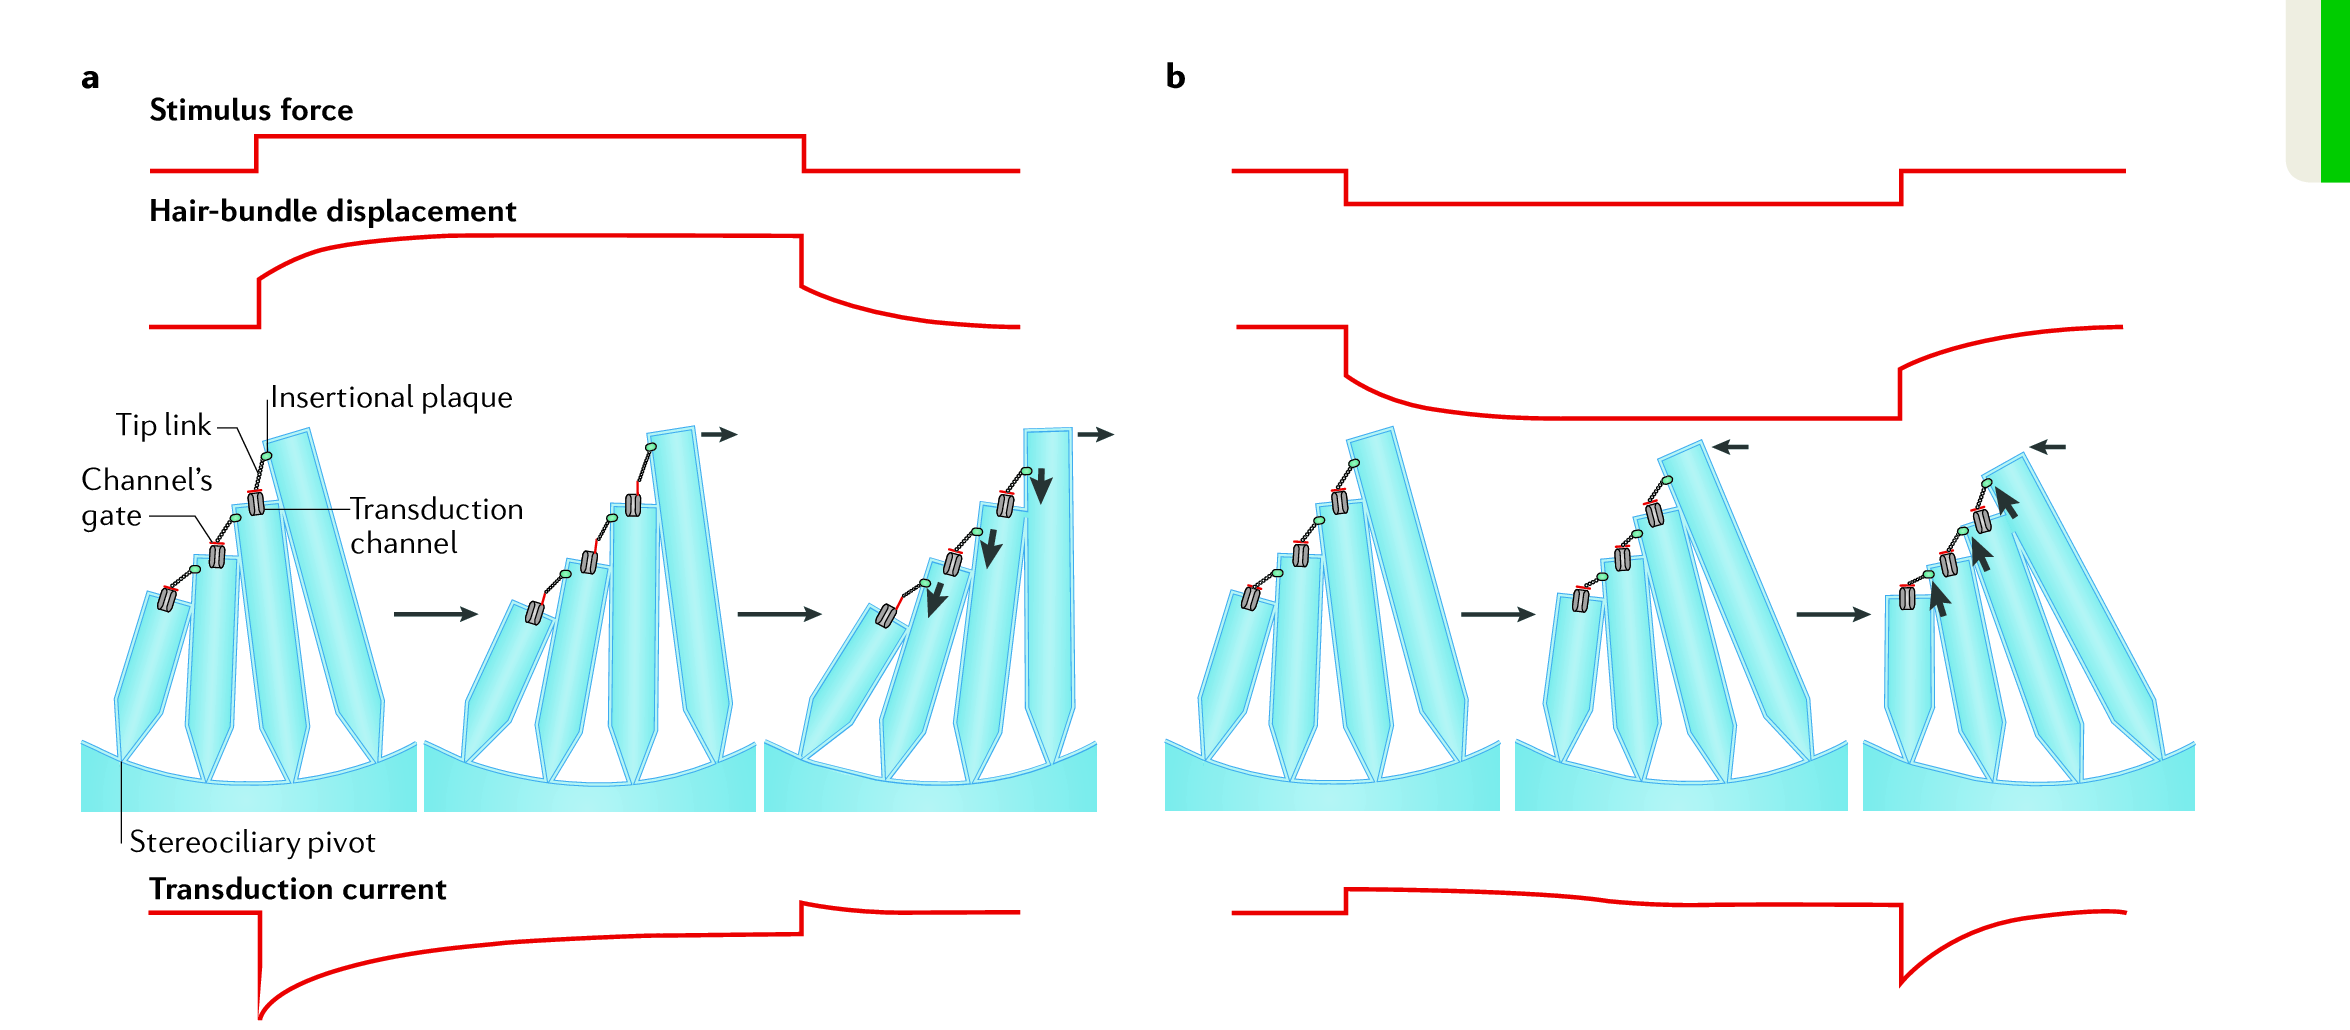 a
b
Stimulus force
Hair-bundle displacement
Insertional plaque
Tip link
Channel's
gate
Transduction
channel
Stereociliary pivot
Transduction current